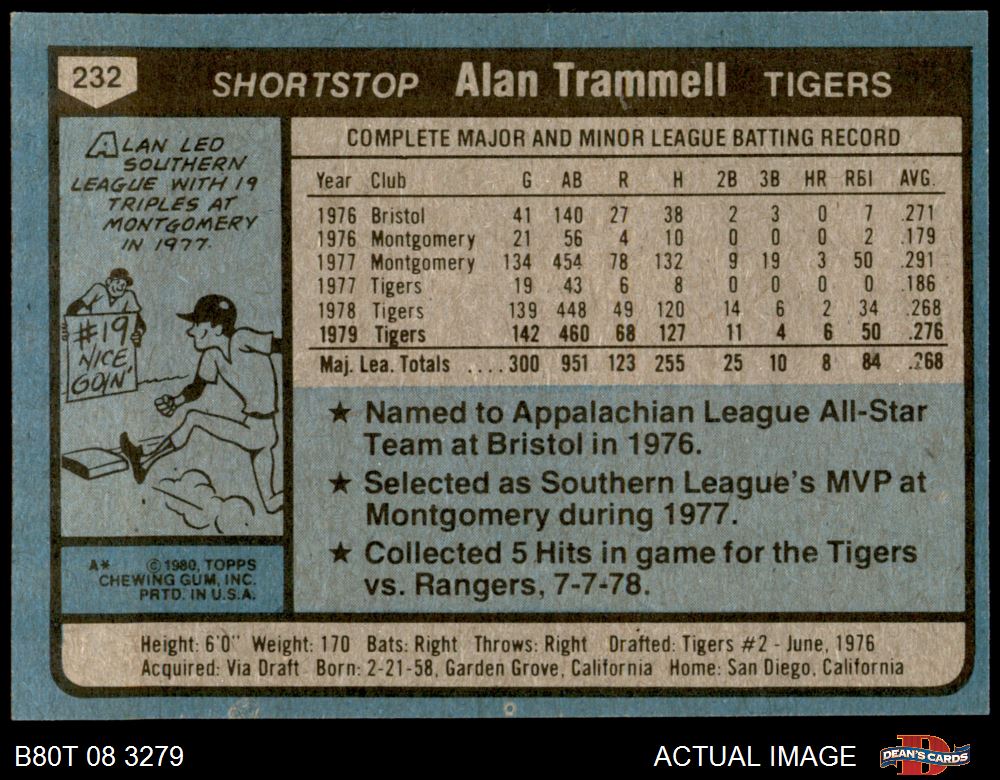 232 SHORTSTOP Alan Trammell TIGERS
ALAN LED
SOUTHERN
LEAGUE WITH 19
TRIPLES AT
MONTGOMERY
IN 1977.
#19
NICE
GOIN'
A* © 1980, TOPPS
CHEWING GUM, INC.
PRTD. IN U.S.A.
COMPLETE MAJOR AND MINOR LEAGUE BATTING RECORD
Year Club G AB R H 2B 3B HR RBI AVG.
1976 Bristol 41 140 27 38 2 3 0 7 .271
1976 Montgomery 21 56 4 10 0 0 0 2 .179
1977 Montgomery 134 454 78 132 9 19 3 50 .291
1977 Tigers 19 43 6 8 0 0 0 0 .186
1978 Tigers 139 448 49 120 14 6 2 34 .268
1979 Tigers 142 460 68 127 11 4 6 50 .276
Maj. Lea. Totals ....300 951 123 255 25 10 8 84 .268
★ Named to Appalachian League All-Star
Team at Bristol in 1976.
★ Selected as Southern League's MVP at
Montgomery during 1977.
★ Collected 5 Hits in game for the Tigers
vs. Rangers, 7-7-78.
Height: 6'0" Weight: 170 Bats: Right Throws: Right Drafted: Tigers #2 - June, 1976
Acquired: Via Draft Born: 2-21-58, Garden Grove, California Home: San Diego, California
B80T 08 3279 ACTUAL IMAGE DEAN'S CARDS